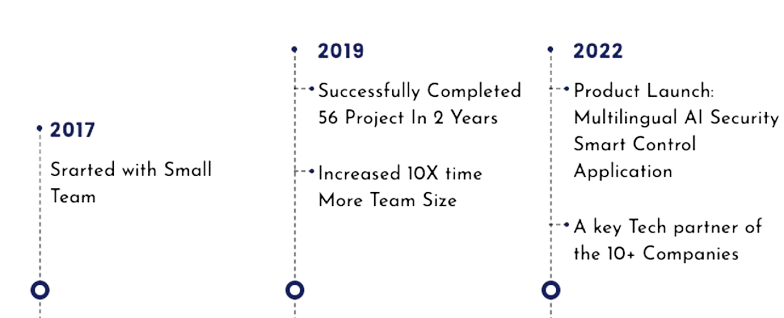 2017
Srarted with Small
Team
2019
Successfully Completed
56 Project In 2 Years
Increased 10X time
More Team Size
2022
Product Launch:
Multilingual AI Security
Smart Control
Application
A key Tech partner of
the 10+ Companies